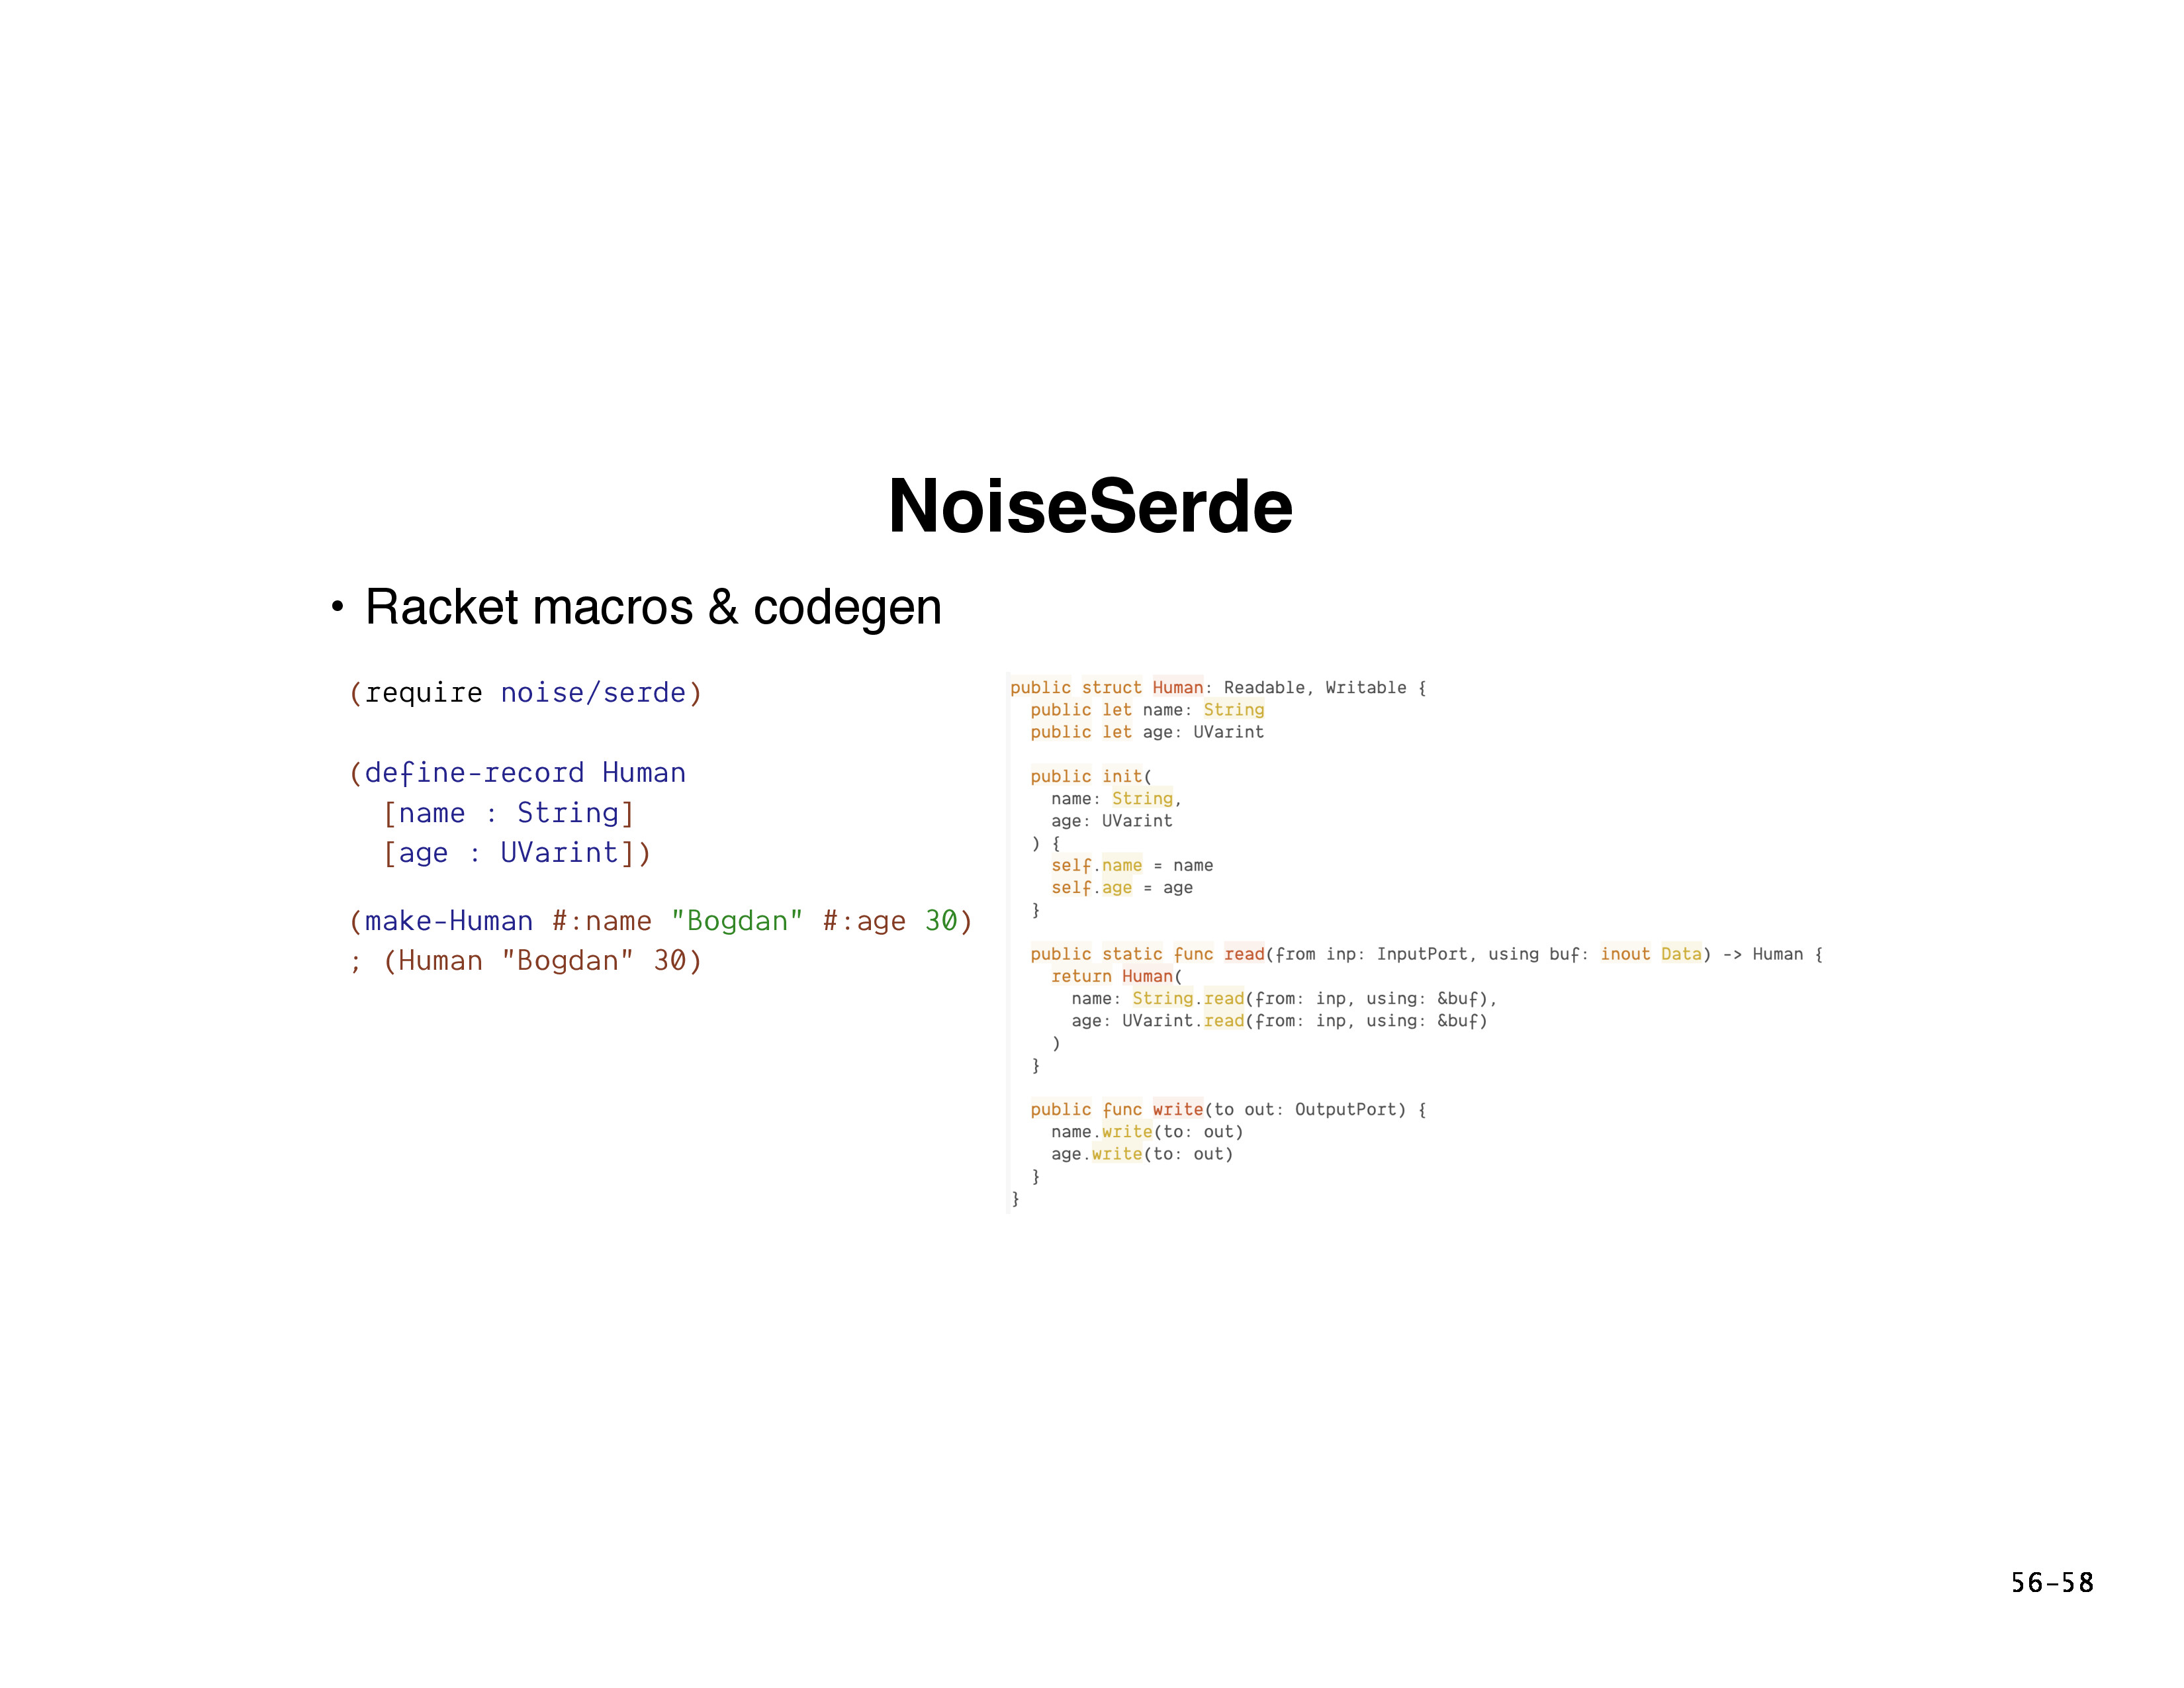 NoiseSerde
• Racket macros & codegen
(require noise/serde)
(define-record Human
  [name : String]
  [age : UVarint])
(make-Human #:name "Bogdan" #:age 30)
; (Human "Bogdan" 30)
public struct Human: Readable, Writable {
  public let name: String
  public let age: UVarint
  public init(
    name: String,
    age: UVarint
  ) {
    self.name = name
    self.age = age
  }
  public static func read(from inp: InputPort, using buf: inout Data) -> Human {
    return Human(
      name: String.read(from: inp, using: &buf),
      age: UVarint.read(from: inp, using: &buf)
    )
  }
  public func write(to out: OutputPort) {
    name.write(to: out)
    age.write(to: out)
  }
}
56-58